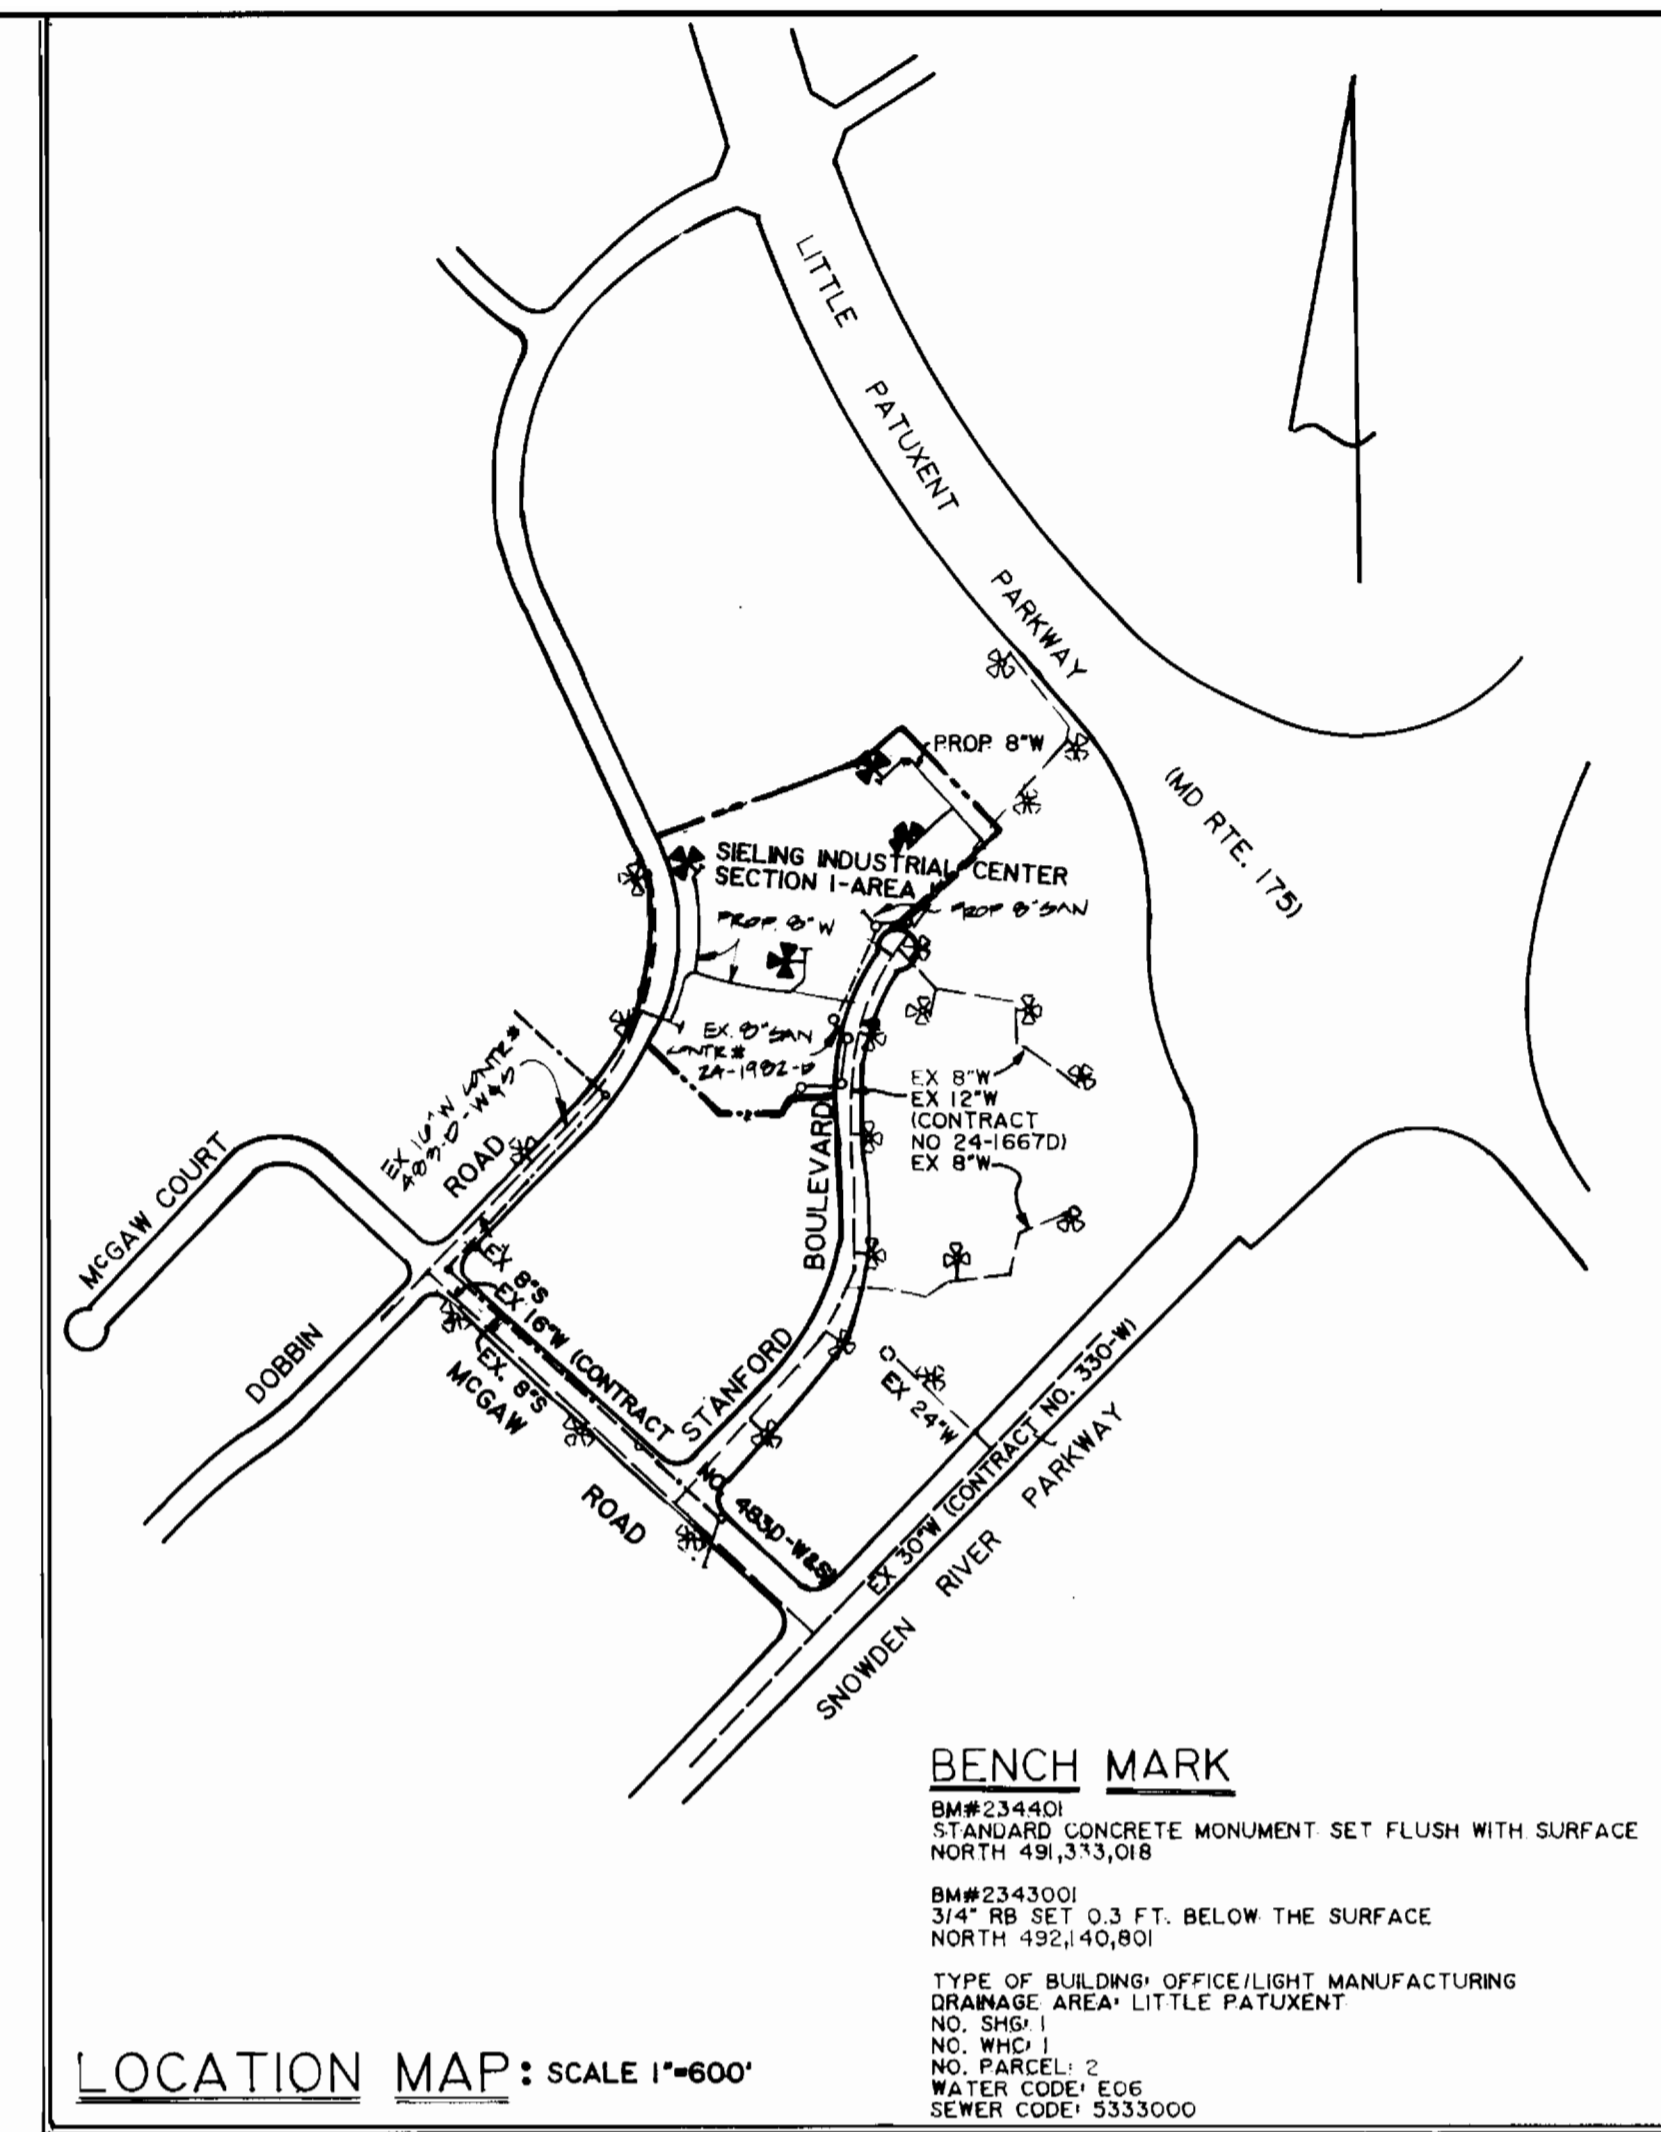 LITTLE PATUXENT PARKWAY
(MD RTE. 175)
PROP. 8"W
SIELING INDUSTRIAL CENTER
SECTION 1-AREA 1
PROP 8"SAN
PROP. 8"W
EX. 8"SAN
CONTR#
24-1982-D
EX 16"W CONTR#
483-D-W&S
ROAD
EX 8"W
EX 12"W
(CONTRACT
NO 24-1667D)
EX 8"W
BOULEVARD
McGAW COURT
EX 8"S
EX 16"W (CONTRACT NO. 483D-W&S)
EX. 8"S
MCGAW
DOBBIN
STANFORD
EX 24"W
EX 30"W (CONTRACT NO. 330-W)
ROAD
SNOWDEN RIVER PARKWAY
BENCH MARK
BM#234401
STANDARD CONCRETE MONUMENT SET FLUSH WITH SURFACE
NORTH 491,333,018
BM#2343001
3/4" RB SET 0.3 FT. BELOW THE SURFACE
NORTH 492,140,801
TYPE OF BUILDING: OFFICE/LIGHT MANUFACTURING
DRAINAGE AREA: LITTLE PATUXENT
NO. SHG: 1
NO. WHC: 1
NO. PARCEL: 2
WATER CODE: E06
SEWER CODE: 5333000
LOCATION MAP: SCALE 1"=600'